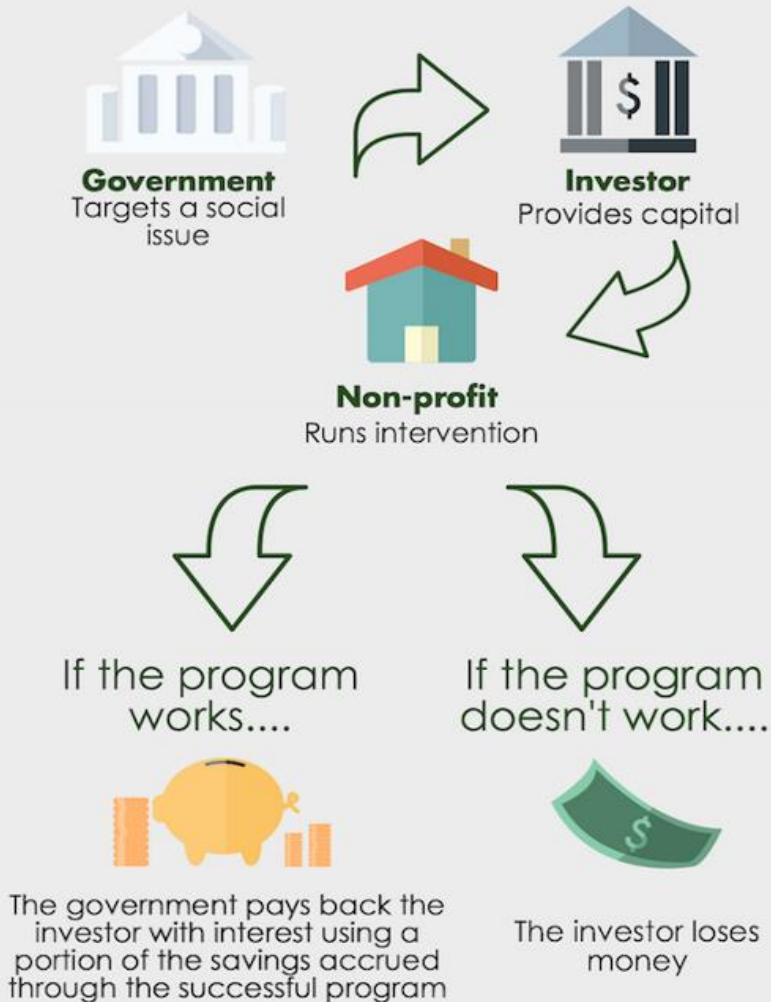 Government
Targets a social
issue
$
Investor
Provides capital
Non-profit
Runs intervention
If the program
works....
If the program
doesn't work....
$
The government pays back the
investor with interest using a
portion of the savings accrued
through the successful program
The investor loses
money